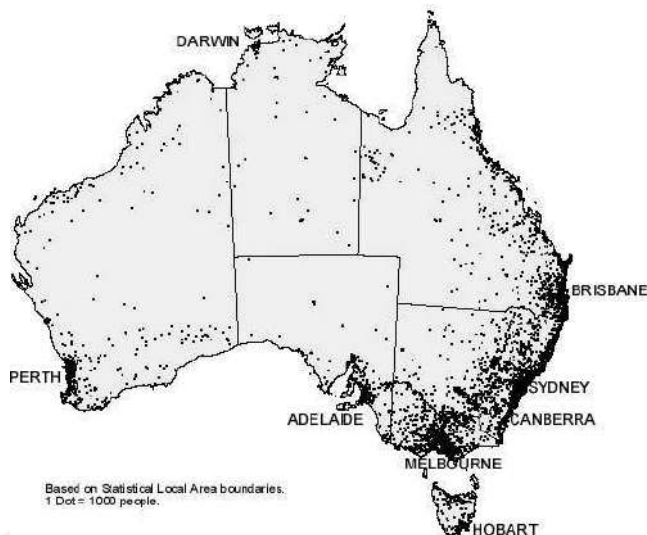 DARWIN
BRISBANE
PERTH
SYDNEY
ADELAIDE
CANBERRA
MELBOURNE
Based on Statistical Local Area boundaries.
1 Dot = 1000 people.
HOBART